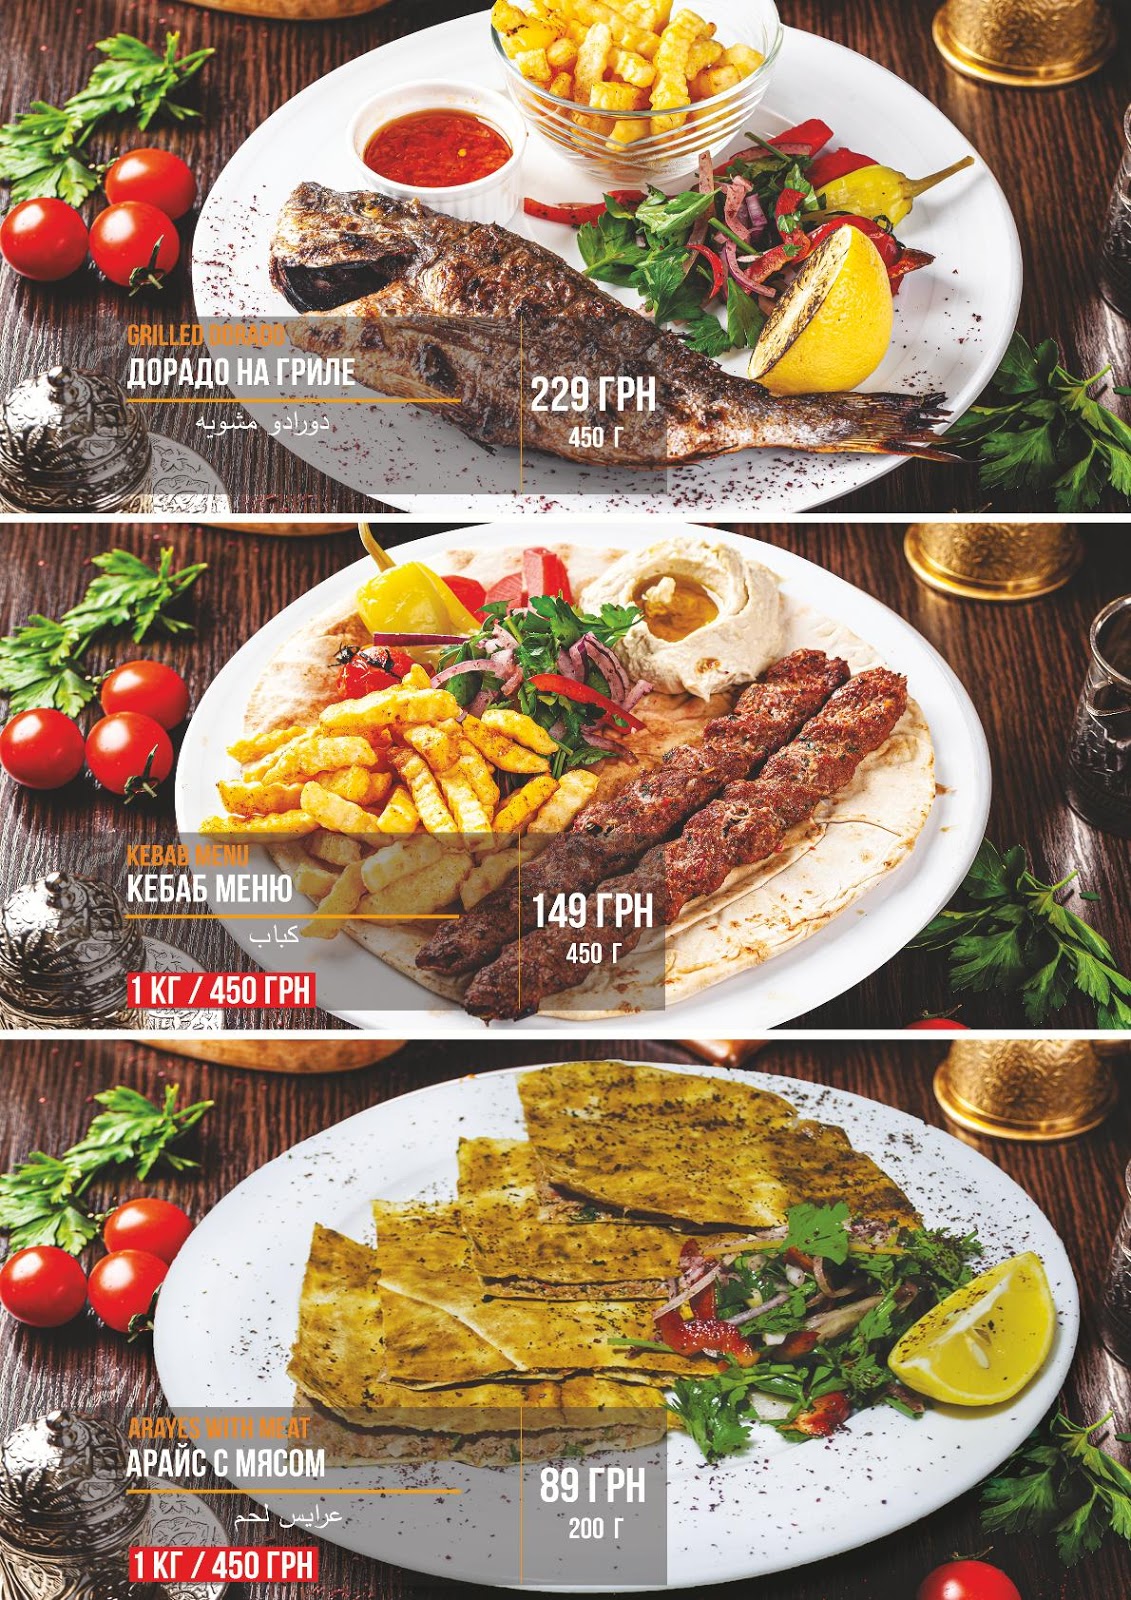 GRILLED DORADO
ДОРАДО НА ГРИЛЕ
دورادو مشويه
229 ГРН
450 Г
KEBAB MENU
КЕБАБ МЕНЮ
كباب
1 КГ / 450 ГРН
149 ГРН
450 Г
ARAYES WITH MEAT
АРАЙС С МЯСОМ
عرايس لحم
1 КГ / 450 ГРН
89 ГРН
200 Г